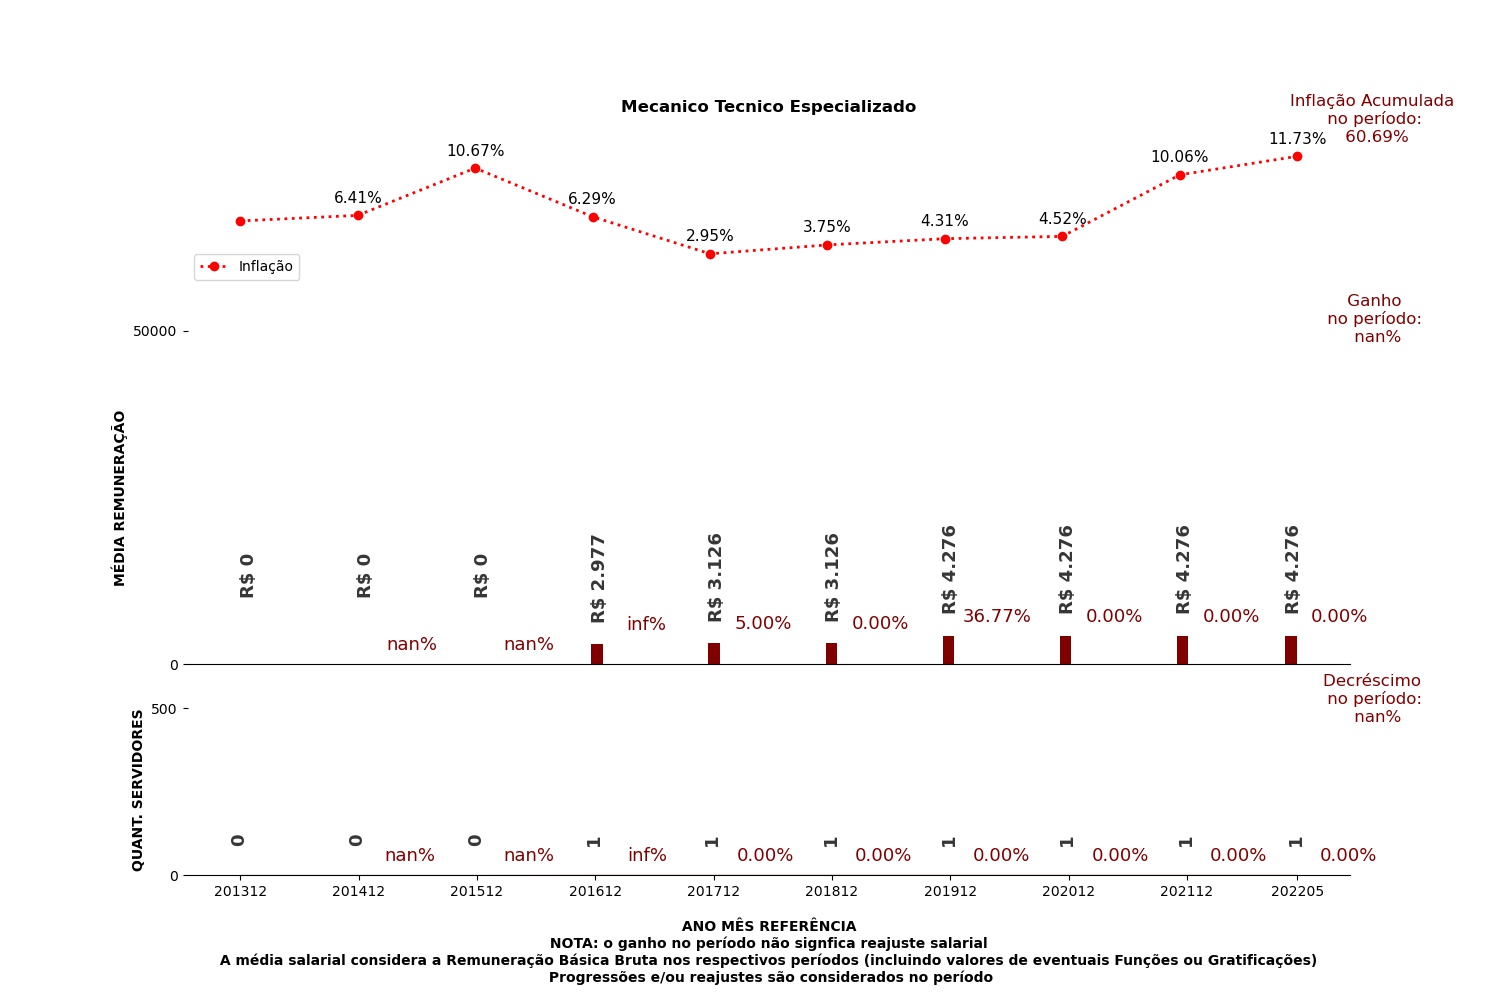 Mecanico Tecnico Especializado
Inflação Acumulada
no período:
60.69%
6.41%
10.67%
6.29%
2.95%
3.75%
4.31%
4.52%
10.06%
11.73%
Inflação
Ganho
no período:
nan%
50000
0
MÉDIA REMUNERAÇÃO
R$ 0
R$ 0
R$ 0
R$ 2.977
R$ 3.126
R$ 3.126
R$ 4.276
R$ 4.276
R$ 4.276
R$ 4.276
nan%
nan%
inf%
5.00%
0.00%
36.77%
0.00%
0.00%
0.00%
Decréscimo
no período:
nan%
500
0
QUANT. SERVIDORES
0
0
0
1
1
1
1
1
1
1
nan%
nan%
inf%
0.00%
0.00%
0.00%
0.00%
0.00%
0.00%
201312
201412
201512
201612
201712
201812
201912
202012
202112
202205
ANO MÊS REFERÊNCIA
NOTA: o ganho no período não signfica reajuste salarial
A média salarial considera a Remuneração Básica Bruta nos respectivos períodos (incluindo valores de eventuais Funções ou Gratificações)
Progressões e/ou reajustes são considerados no período